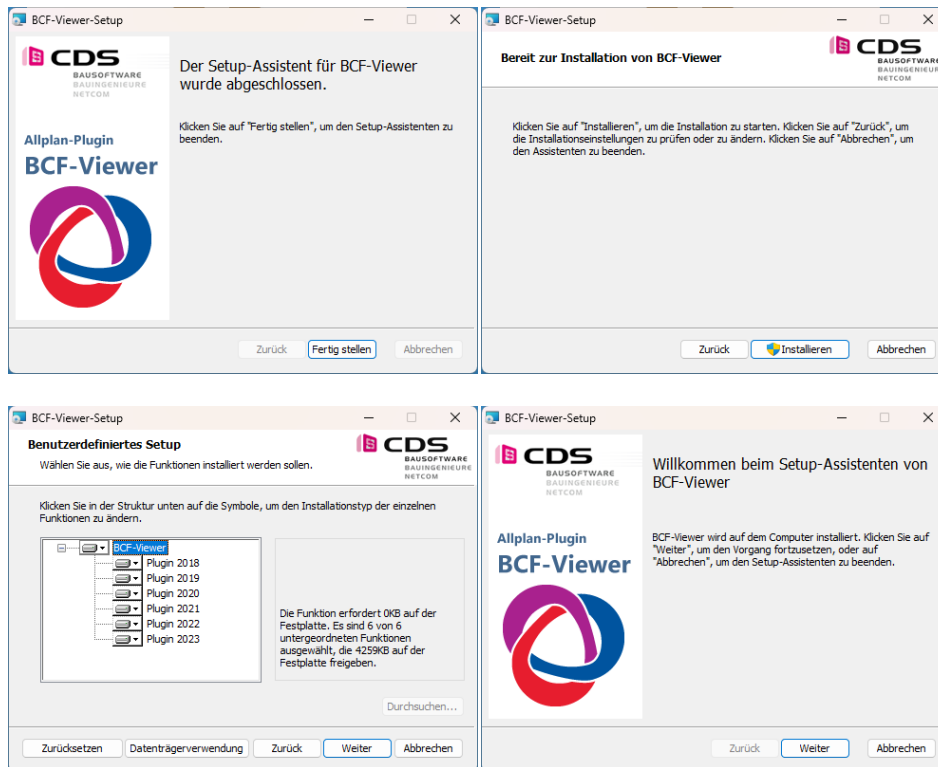 BCF-Viewer-Setup
CDS
BAUSOFTWARE
BAUINGENIEURE
NETCOM
Allplan-Plugin
BCF-Viewer
Der Setup-Assistent für BCF-Viewer
wurde abgeschlossen.
Klicken Sie auf "Fertig stellen", um den Setup-Assistenten zu
beenden.
Zurück
Fertig stellen
Abbrechen
BCF-Viewer-Setup
Bereit zur Installation von BCF-Viewer
CDS
BAUSOFTWARE
BAUINGENIEUR
NETCOM
Klicken Sie auf "Installieren", um die Installation zu starten. Klicken Sie auf "Zurück", um
die Installationseinstellungen zu prüfen oder zu ändern. Klicken Sie auf "Abbrechen", um
den Assistenten zu beenden.
Zurück
Installieren
Abbrechen
BCF-Viewer-Setup
Benutzerdefiniertes Setup
Wählen Sie aus, wie die Funktionen installiert werden sollen.
CDS
BAUSOFTWARE
BAUINGENIEURE
NETCOM
Klicken Sie in der Struktur unten auf die Symbole, um den Installationstyp der einzelnen
Funktionen zu ändern.
BCF-Viewer
Plugin 2018
Plugin 2019
Plugin 2020
Plugin 2021
Plugin 2022
Plugin 2023
Die Funktion erfordert 0KB auf der
Festplatte. Es sind 6 von 6
untergeordneten Funktionen
ausgewählt, die 4259KB auf der
Festplatte freigeben.
Durchsuchen...
Zurücksetzen
Datenträgerverwendung
Zurück
Weiter
Abbrechen
BCF-Viewer-Setup
CDS
BAUSOFTWARE
BAUINGENIEURE
NETCOM
Allplan-Plugin
BCF-Viewer
Willkommen beim Setup-Assistenten von
BCF-Viewer
BCF-Viewer wird auf dem Computer installiert. Klicken Sie auf
"Weiter", um den Vorgang fortzusetzen, oder auf
"Abbrechen", um den Setup-Assistenten zu beenden.
Zurück
Weiter
Abbrechen